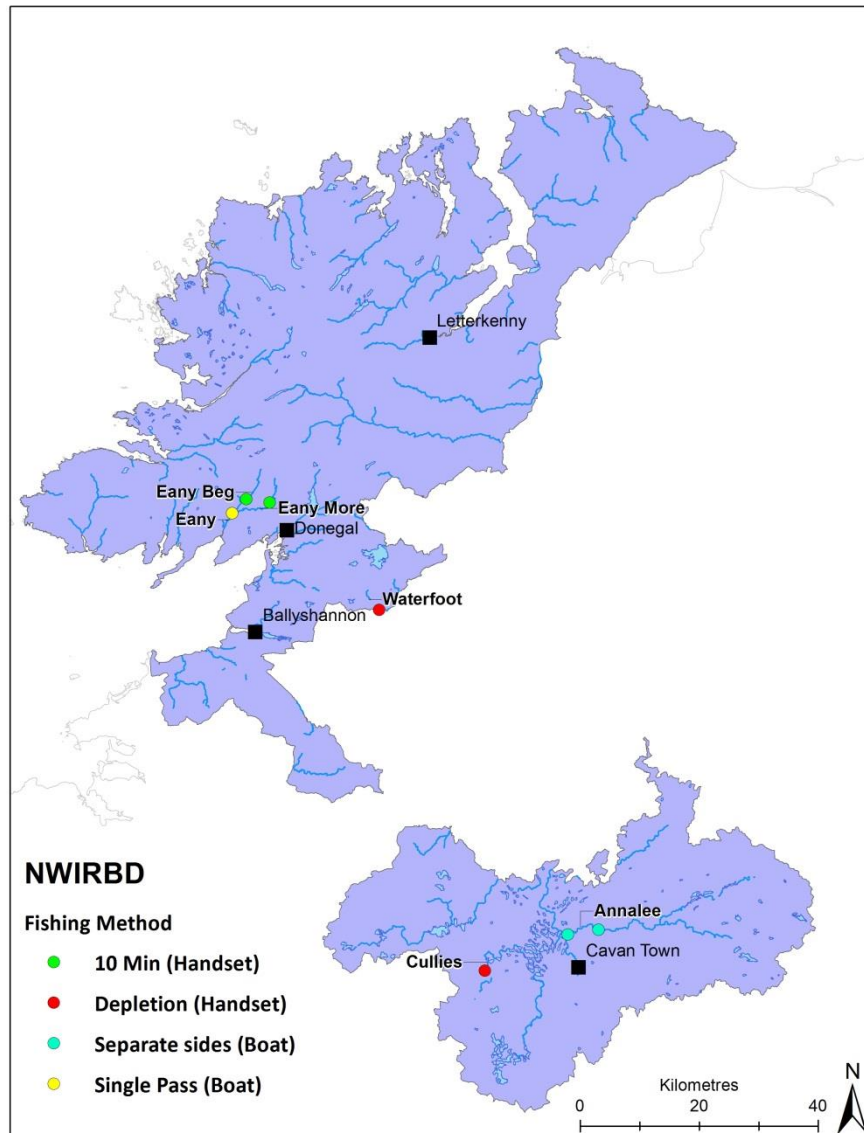 Letterkenny
Eany Beg
Eany More
Eany
Donegal
Waterfoot
Ballyshannon
NWIRBD
Fishing Method
10 Min (Handset)
Depletion (Handset)
Separate sides (Boat)
Single Pass (Boat)
Annalee
Cullies
Cavan Town
Kilometres
0 20 40
N